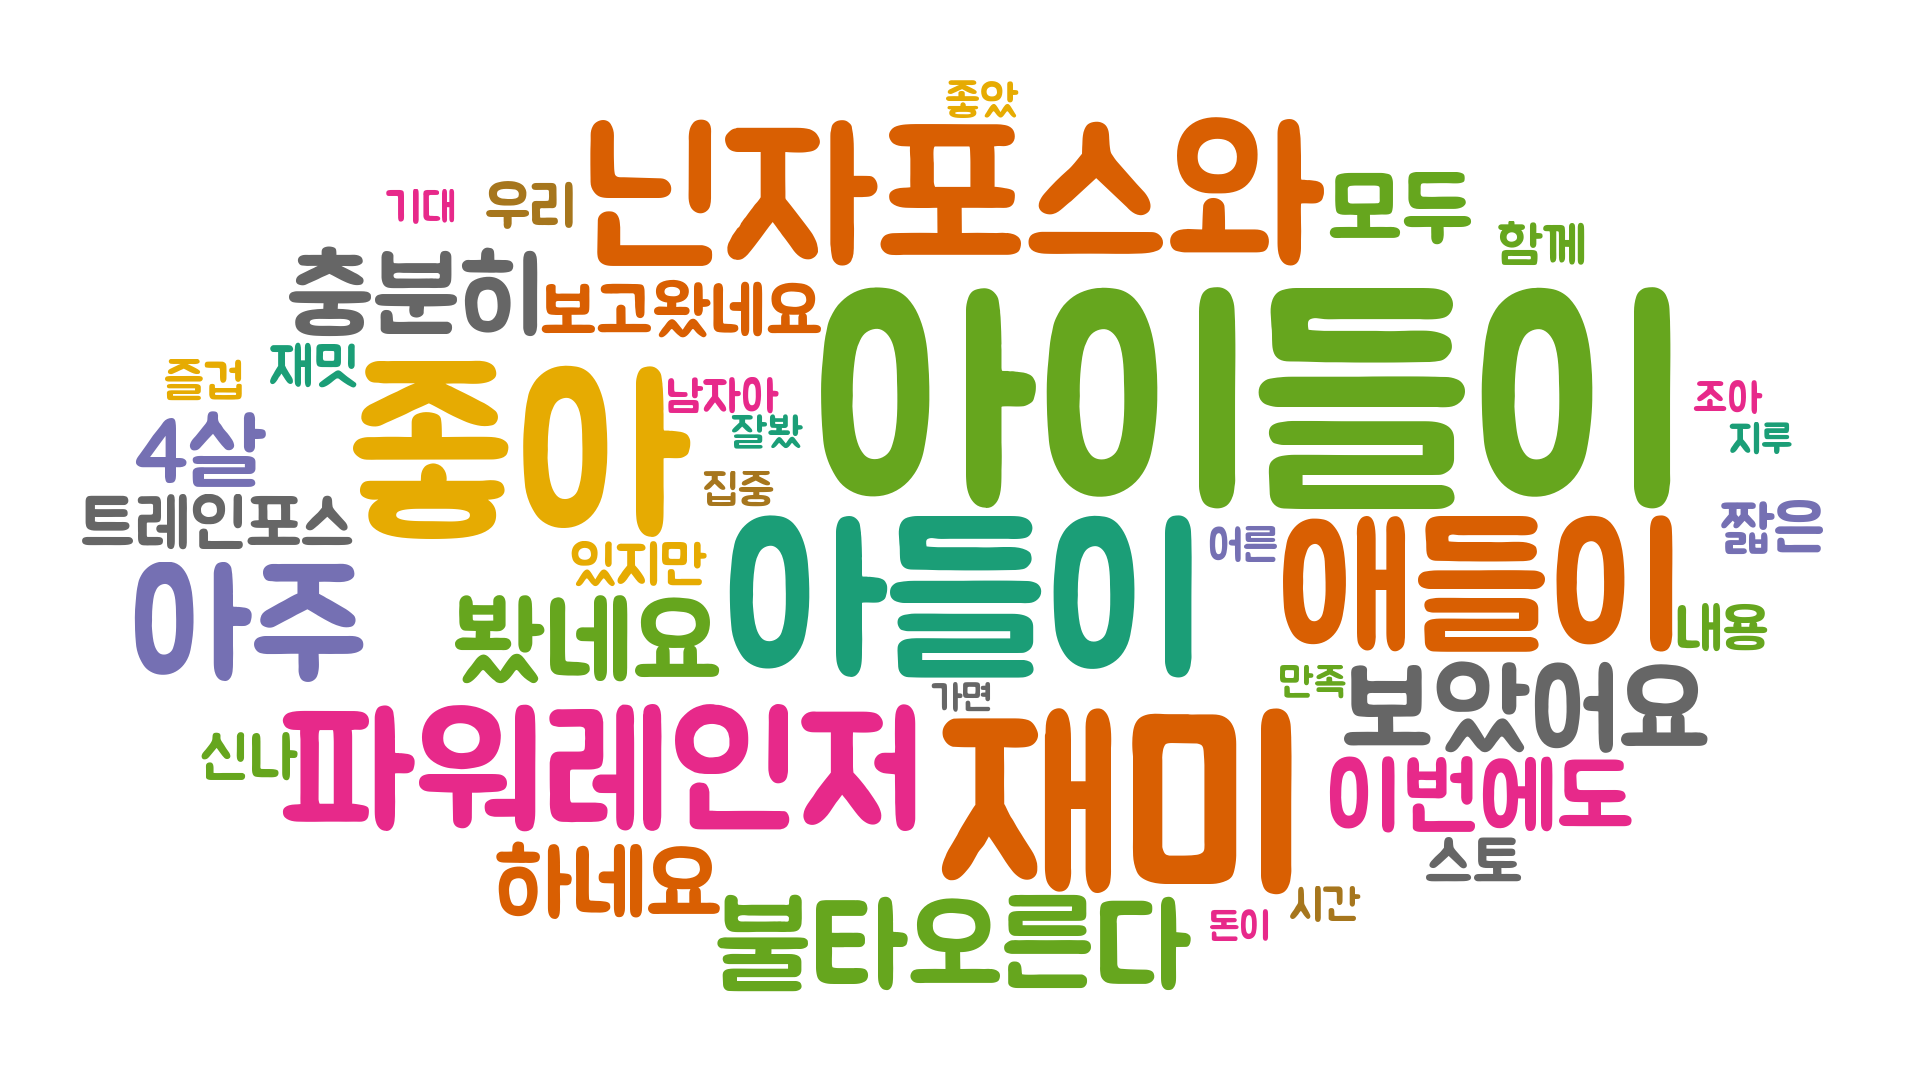 좋았
닌자포스와
모두
기대
우리
함께
충분히
보고왔네요
아이들이
즐겁
재밋
좋아
남자아
조아
4살
잘봤
지루
집중
트레인포스
짧은
있지만
아들이
어른
애들이
아주
봤네요
내용
가면
만족
보았어요
신나
파워레인저
재미
이번에도
하네요
스토
불타오른다
돈이
시간